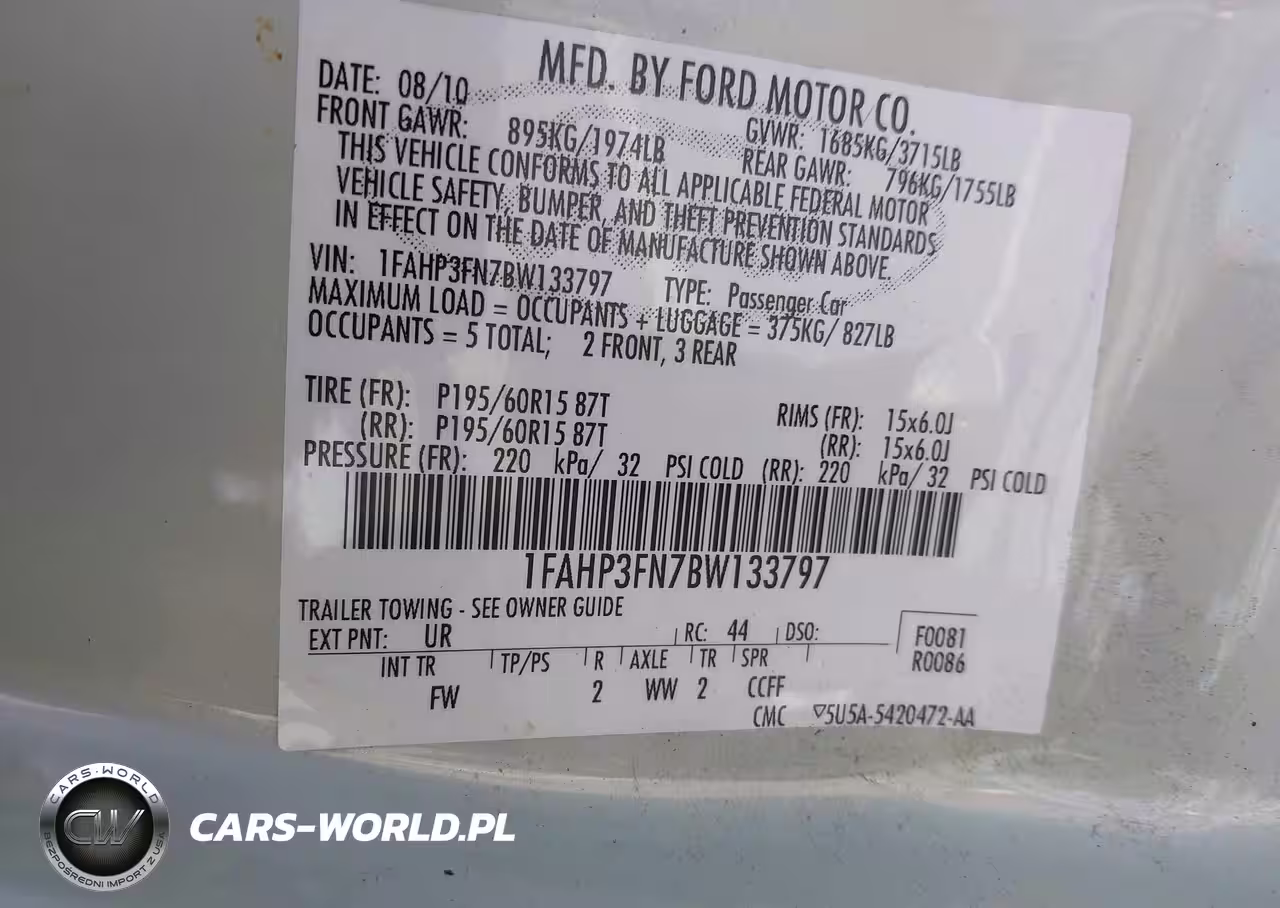 MFD. BY FORD MOTOR CO.
DATE: 08/10 GVWR: 1685KG/3715LB
FRONT GAWR: 895KG/1974LB REAR GAWR: 796KG/1755LB
THIS VEHICLE CONFORMS TO ALL APPLICABLE FEDERAL MOTOR
VEHICLE SAFETY, BUMPER, AND THEFT PREVENTION STANDARDS
IN EFFECT ON THE DATE OF MANUFACTURE SHOWN ABOVE.
VIN: 1FAHP3FN7BW133797 TYPE: Passenger Car
MAXIMUM LOAD = OCCUPANTS + LUGGAGE = 375KG/ 827LB
OCCUPANTS = 5 TOTAL; 2 FRONT, 3 REAR
TIRE (FR): P195/60R15 87T RIMS (FR): 15x6.0J
(RR): P195/60R15 87T (RR): 15x6.0J
PRESSURE (FR): 220 kPa/ 32 PSI COLD (RR): 220 kPa/ 32 PSI COLD
1FAHP3FN7BW133797
TRAILER TOWING - SEE OWNER GUIDE
EXT PNT: UR RC: 44 DSO: F0081
INT TR TP/PS R AXLE TR SPR R0086
FW 2 WW 2 CCFF
CMC ▽5U5A-5420472-AA
CARS-WORLD
CW
BEZPOŚREDNI IMPORT Z USA
CARS-WORLD.PL